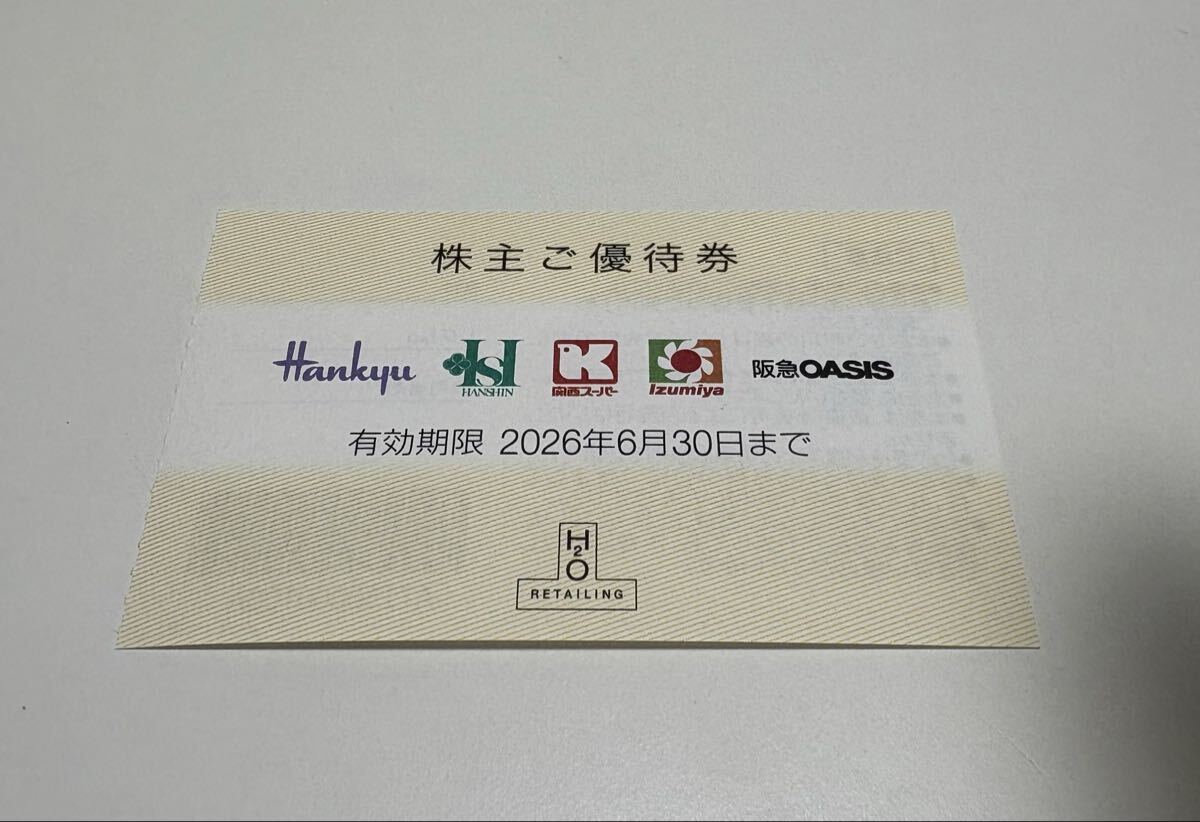 株主ご優待券
Hankyu HSI HANSHIN K 関西スーパー Izumiya 阪急OASIS
有効期限 2026年6月30日まで
H2O
RETAILING